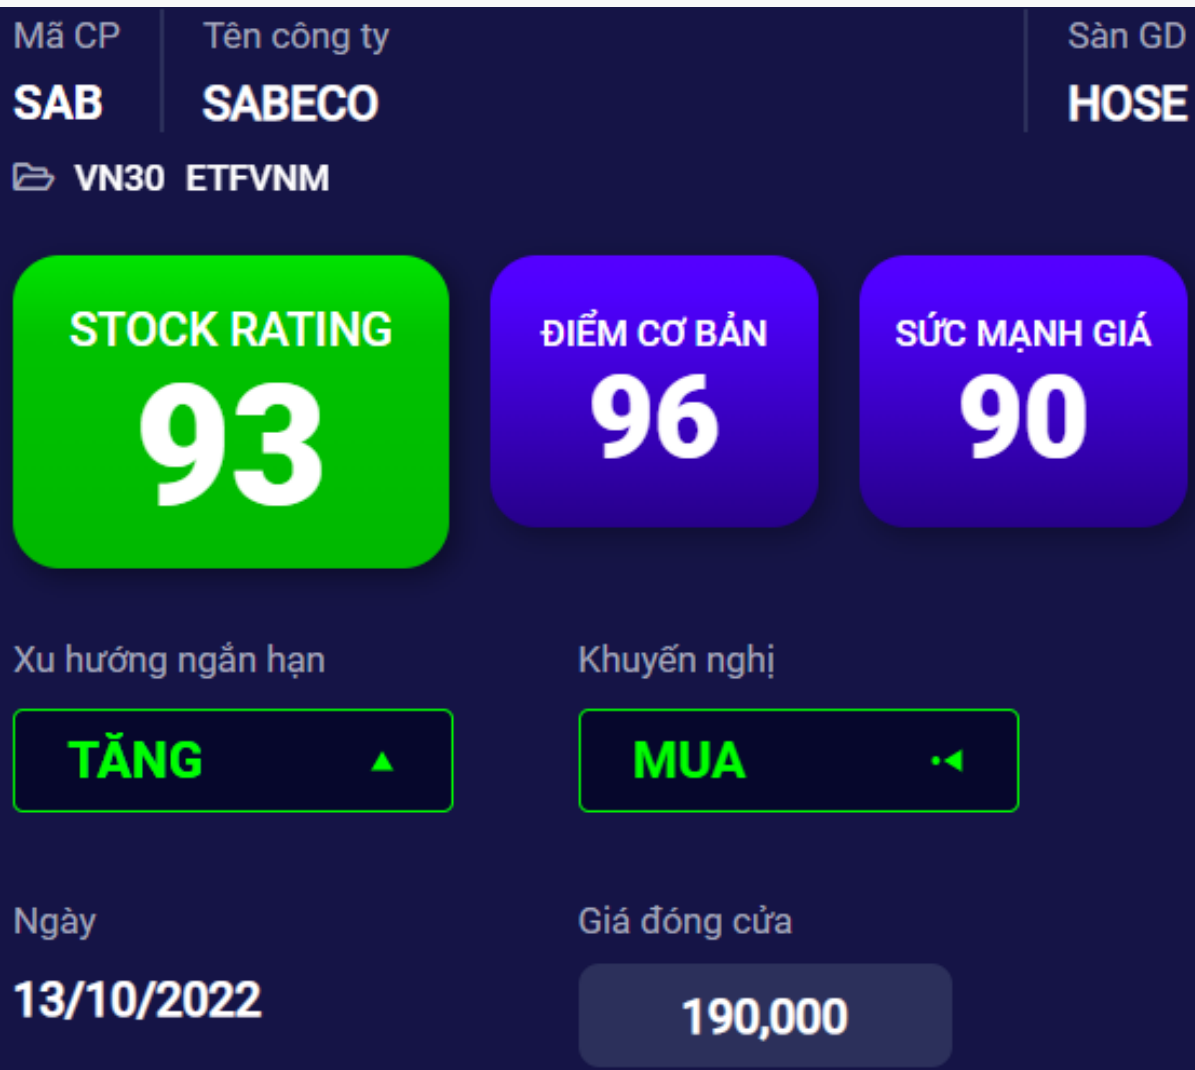 Mã CP Tên công ty Sàn GD
SAB SABECO HOSE
VN30 ETFVNM
STOCK RATING ĐIỂM CƠ BẢN SỨC MẠNH GIÁ
93 96 90
Xu hướng ngắn hạn Khuyến nghị
TĂNG MUA
Ngày Giá đóng cửa
13/10/2022 190,000